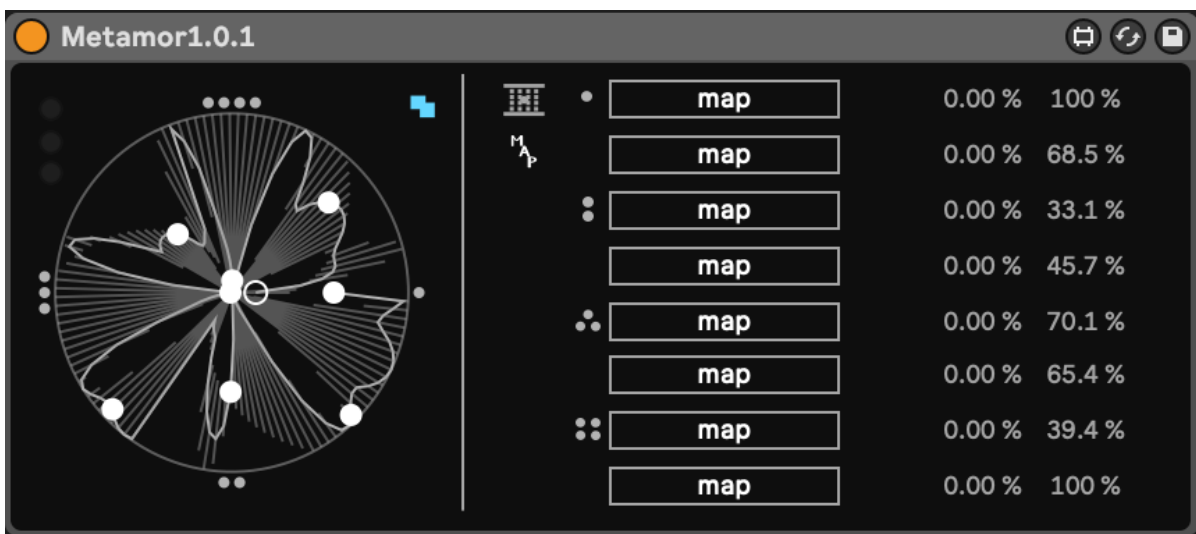 Metamor1.0.1
map 0.00 % 100 %
MAP map 0.00 % 68.5 %
map 0.00 % 33.1 %
map 0.00 % 45.7 %
map 0.00 % 70.1 %
map 0.00 % 65.4 %
map 0.00 % 39.4 %
map 0.00 % 100 %